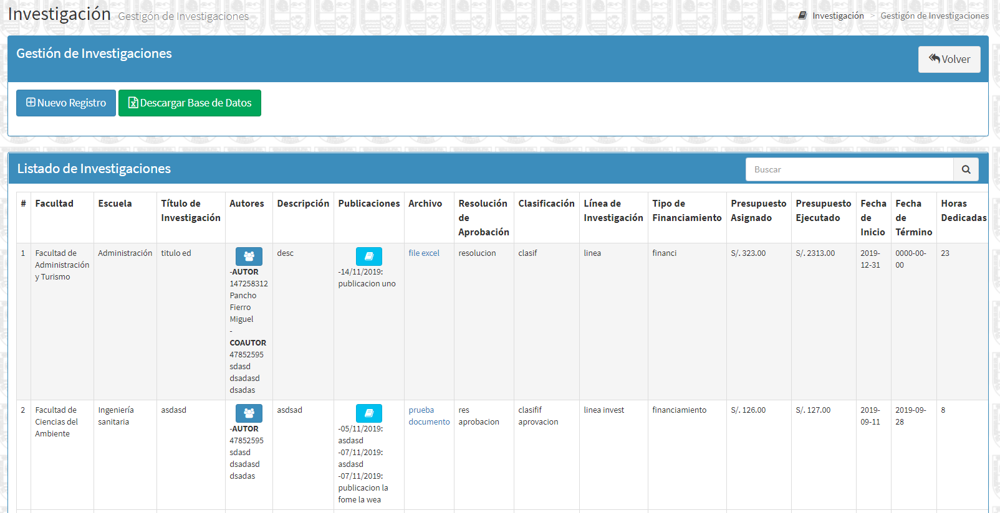 Investigación Gestigón de Investigaciones
Investigación > Gestigón de Investigaciones
Gestión de Investigaciones
Volver
Nuevo Registro
Descargar Base de Datos
Listado de Investigaciones
Buscar
#
Facultad
Escuela
Título de
Investigación
Autores
Descripción
Publicaciones
Archivo
Resolución
de
Aprobación
Clasificación
Línea de
Investigación
Tipo de
Financiamiento
Presupuesto
Asignado
Presupuesto
Ejecutado
Fecha
de
Inicio
Fecha
de
Término
Horas
Dedicadas
1
Facultad de
Administración
y Turismo
Administración
titulo ed
-AUTOR
147258312
Pancho
Fierro
Miguel
-
COAUTOR
47852595
sdasd
dsadasd
dsadas
desc
-14/11/2019:
publicacion uno
file excel
resolucion
clasif
linea
financi
S/. 323.00
S/. 2313.00
2019-
12-31
0000-00-
00
23
2
Facultad de
Ciencias del
Ambiente
Ingeniería
sanitaria
asdasd
-AUTOR
47852595
sdasd
dsadasd
dsadas
asdsad
-05/11/2019:
asdasd
-07/11/2019:
asdasd
-07/11/2019:
publicacion la
fome la wea
prueba
documento
res
aprobacion
clasifif
aprovacion
linea invest
financiamiento
S/. 126.00
S/. 127.00
2019-
09-11
2019-09-
28
8